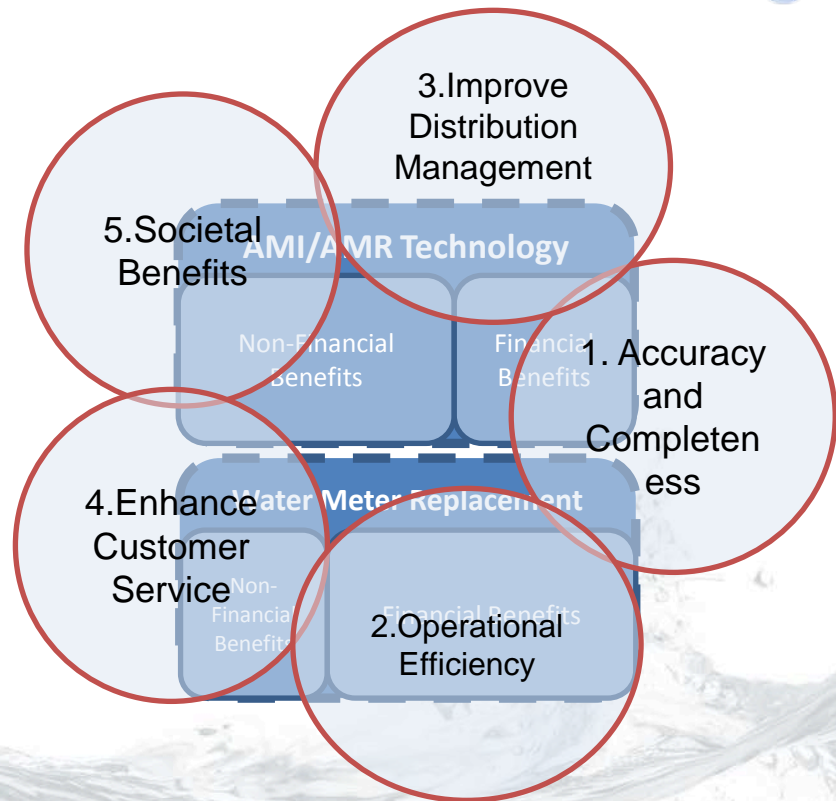 3.Improve
Distribution
Management
5.Societal
Benefits
AMI/AMR Technology
Non-Financial
Benefits
Financial
Benefits
1. Accuracy
and
Completen
ess
Water Meter Replacement
4.Enhance
Customer
Service
Non-
Financial
Benefits
Financial Benefits
2.Operational
Efficiency